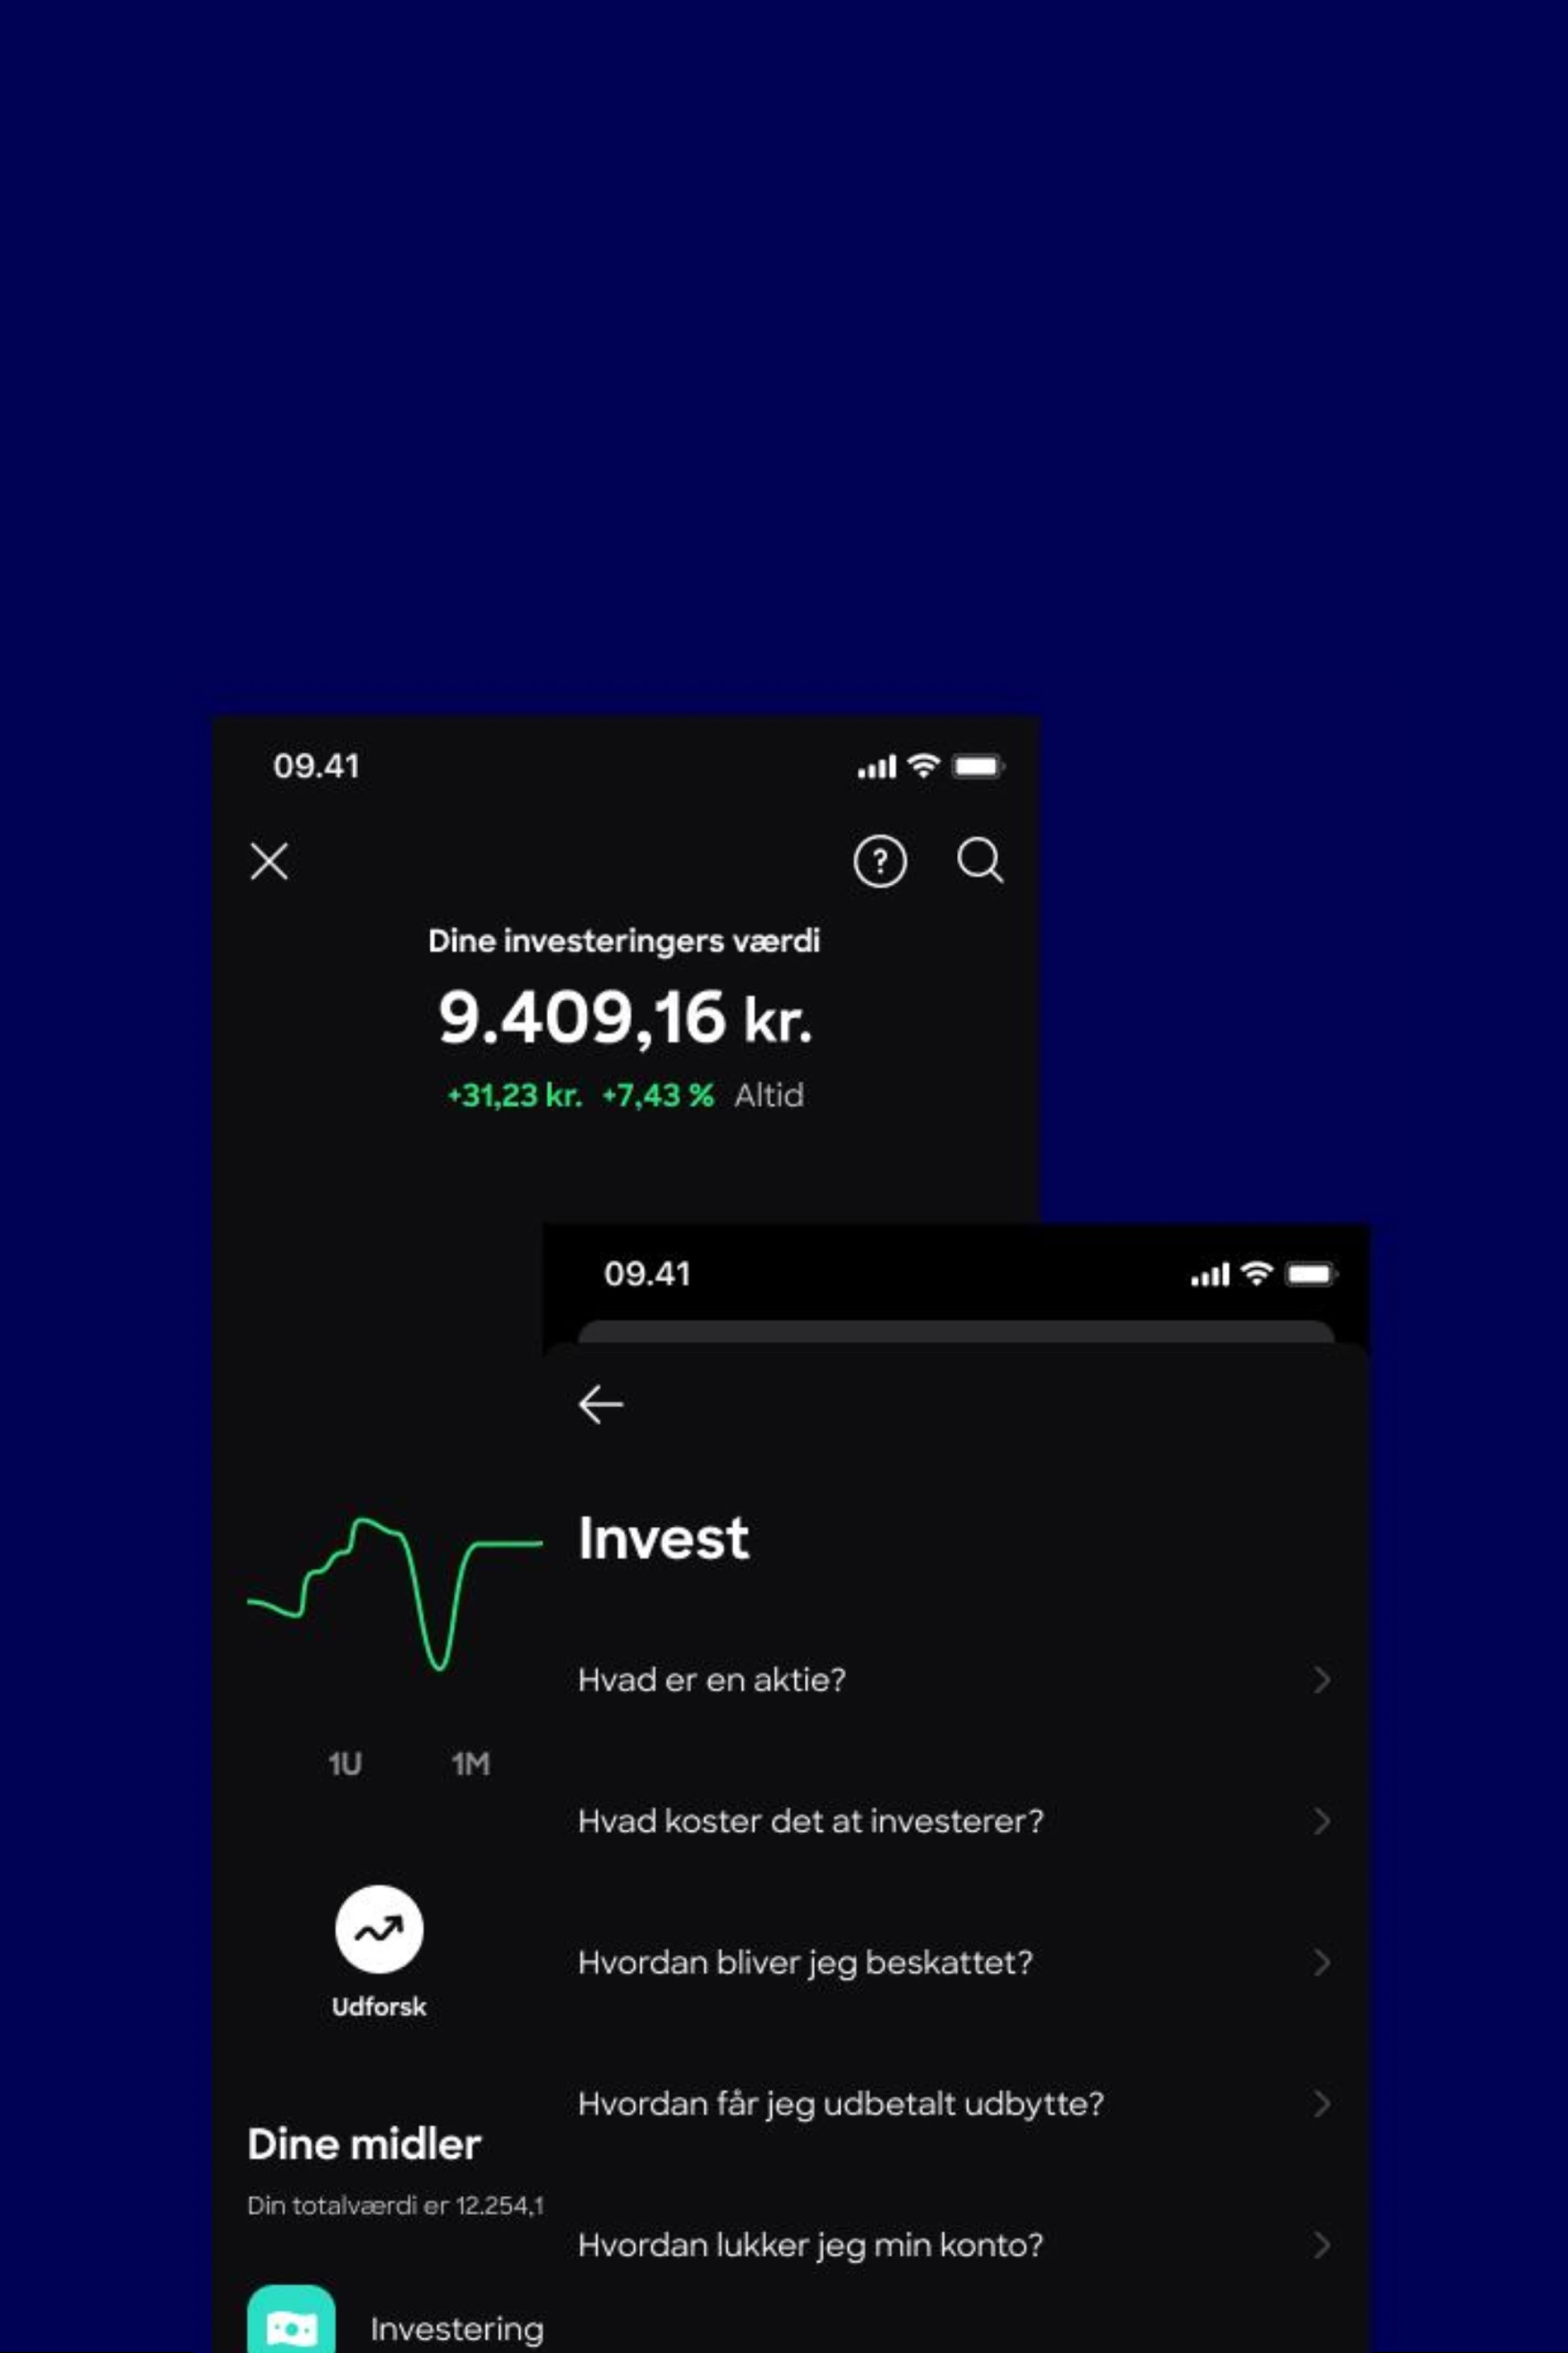 09.41
?
Dine investeringers værdi
9.409,16 kr.
+31,23 kr. +7,43 % Altid
1U 1M
Udforsk
Dine midler
Din totalværdi er 12.254,1
Investering
09.41
Invest
Hvad er en aktie?
Hvad koster det at investerer?
Hvordan bliver jeg beskattet?
Hvordan får jeg udbetalt udbytte?
Hvordan lukker jeg min konto?